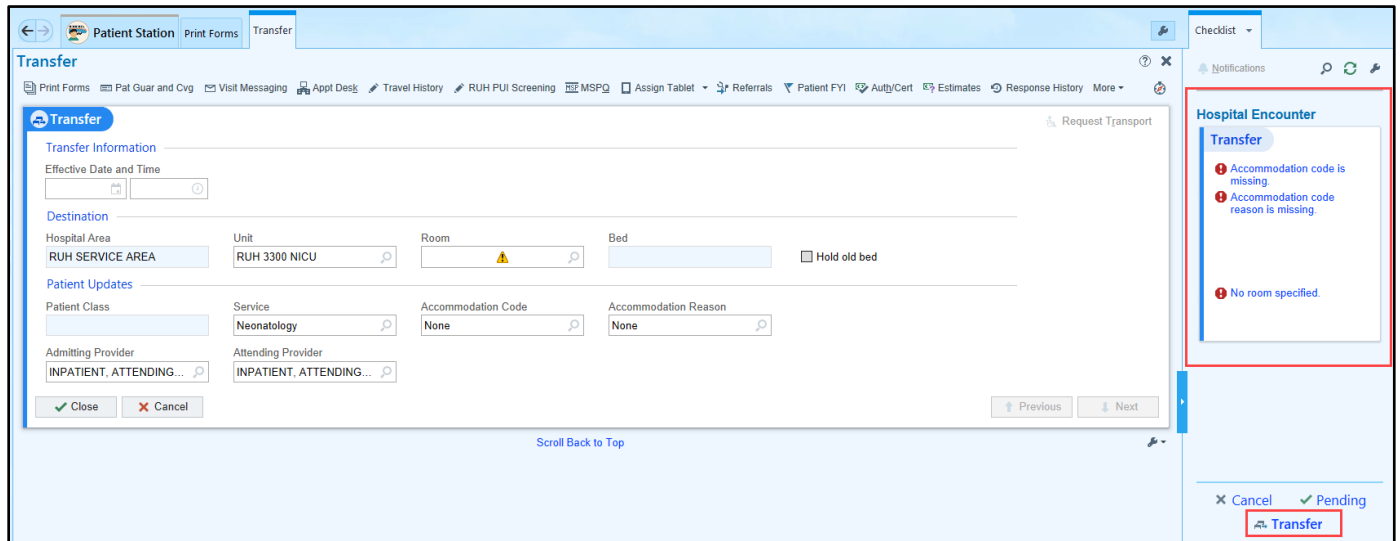 Patient Station Print Forms Transfer
Checklist
Transfer
Notifications
Print Forms Pat Guar and Cvg Visit Messaging Appt Desk Travel History RUH PUI Screening MSP MSPQ Assign Tablet Referrals Patient FYI Auth/Cert Estimates Response History More
Transfer
Request Transport
Transfer Information
Effective Date and Time
Destination
Hospital Area Unit Room Bed
RUH SERVICE AREA RUH 3300 NICU Hold old bed
Patient Updates
Patient Class Service Accommodation Code Accommodation Reason
Neonatology None None
Admitting Provider Attending Provider
INPATIENT, ATTENDING... INPATIENT, ATTENDING...
Close Cancel Previous Next
Scroll Back to Top
Hospital Encounter
Transfer
Accommodation code is
missing.
Accommodation code
reason is missing.
No room specified.
Cancel Pending
Transfer